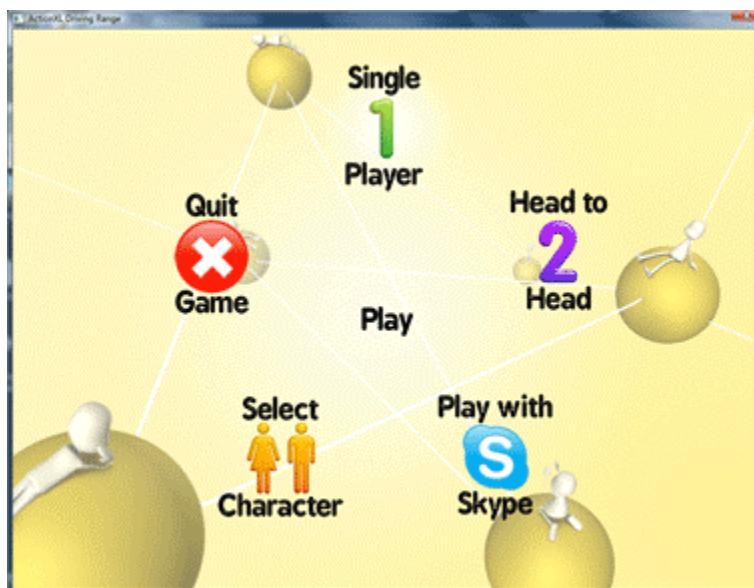 ActionXL Driving Range
Single
1
Player
Quit
Game
Head to
2
Head
Play
Select
Character
Play with
S
Skype